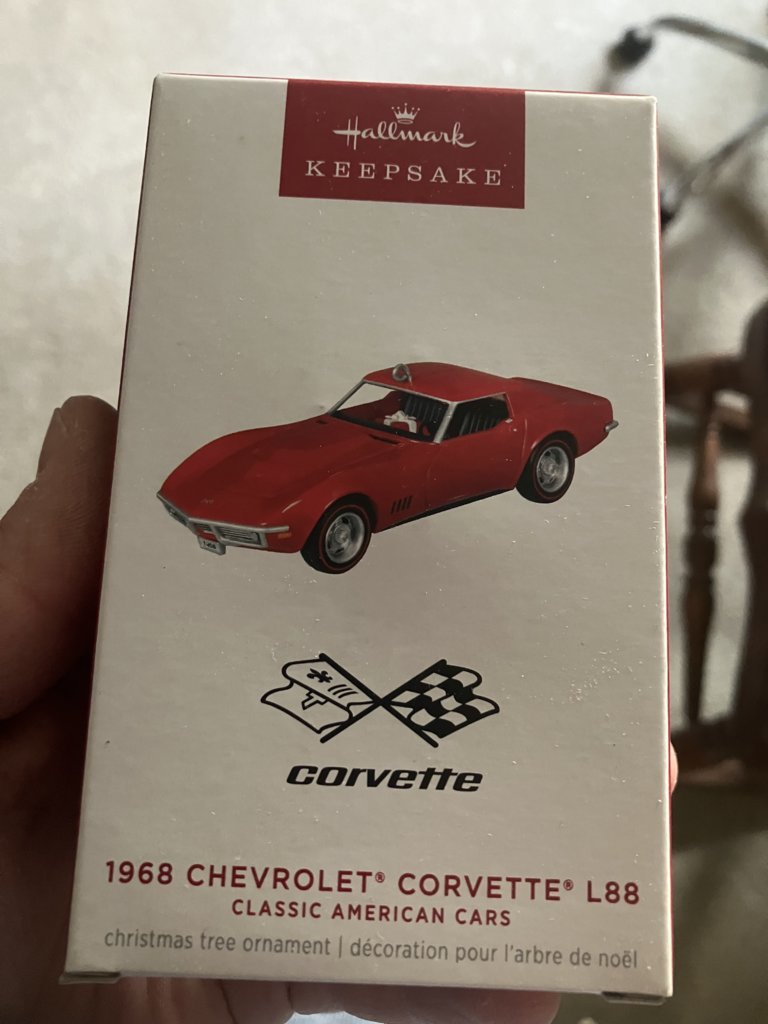 Hallmark
KEEPSAKE
corvette
1968 CHEVROLET® CORVETTE® L88
CLASSIC AMERICAN CARS
christmas tree ornament | décoration pour l'arbre de noël